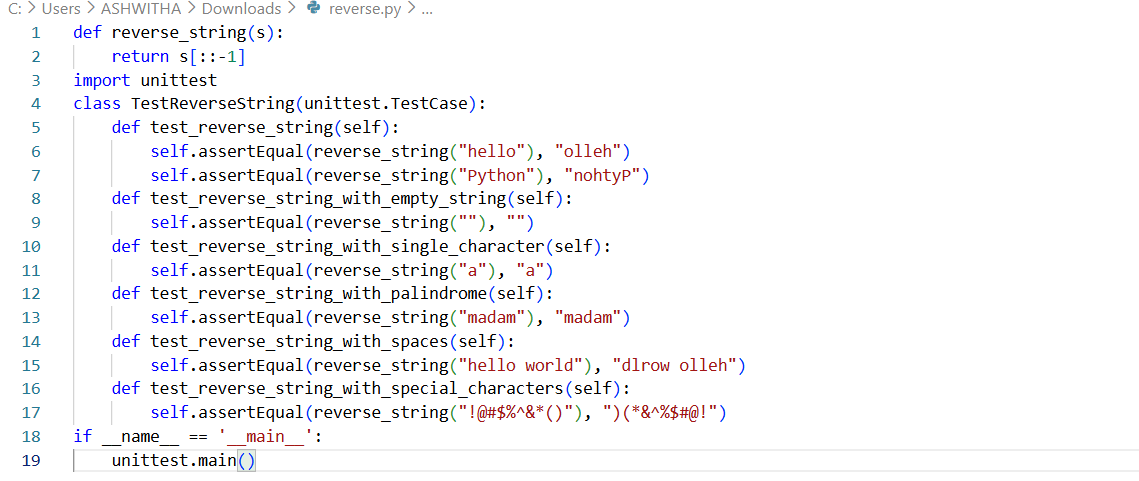 C: > Users > ASHWITHA > Downloads > reverse.py > ...
1 def reverse_string(s):
2     return s[::-1]
3 import unittest
4 class TestReverseString(unittest.TestCase):
5     def test_reverse_string(self):
6         self.assertEqual(reverse_string("hello"), "olleh")
7         self.assertEqual(reverse_string("Python"), "nohtyP")
8     def test_reverse_string_with_empty_string(self):
9         self.assertEqual(reverse_string(""), "")
10     def test_reverse_string_with_single_character(self):
11         self.assertEqual(reverse_string("a"), "a")
12     def test_reverse_string_with_palindrome(self):
13         self.assertEqual(reverse_string("madam"), "madam")
14     def test_reverse_string_with_spaces(self):
15         self.assertEqual(reverse_string("hello world"), "dlrow olleh")
16     def test_reverse_string_with_special_characters(self):
17         self.assertEqual(reverse_string("!@#$%^&*()"), ")(*&^%$#@!")
18 if __name__ == '__main__':
19     unittest.main()